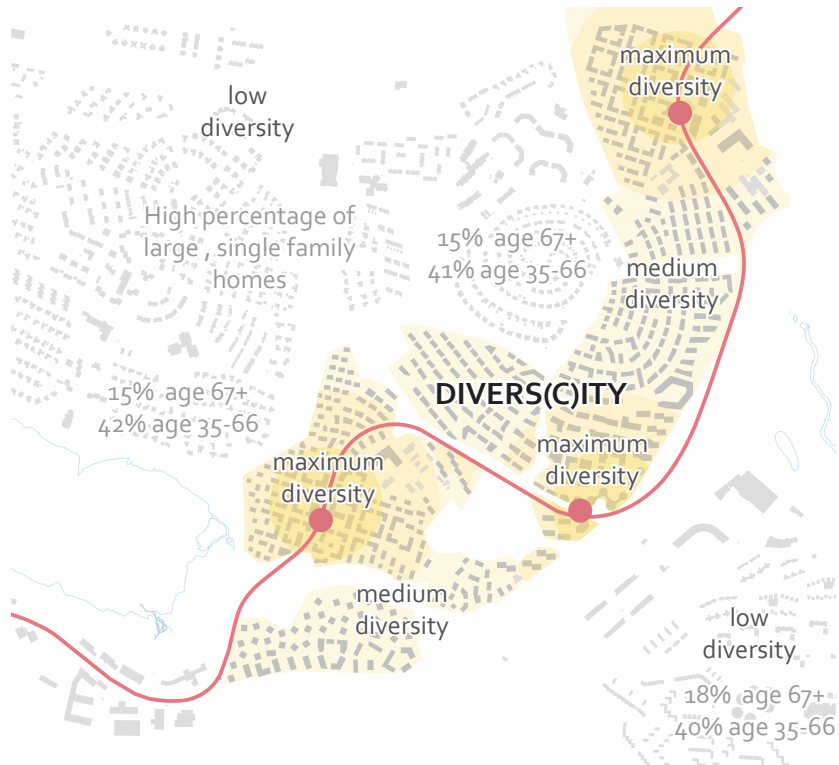 maximum
diversity
low
diversity
High percentage of
large , single family
homes
15% age 67+
41% age 35-66
medium
diversity
15% age 67+
42% age 35-66
DIVERS(C)ITY
maximum
diversity
maximum
diversity
medium
diversity
low
diversity
18% age 67+
40% age 35-66